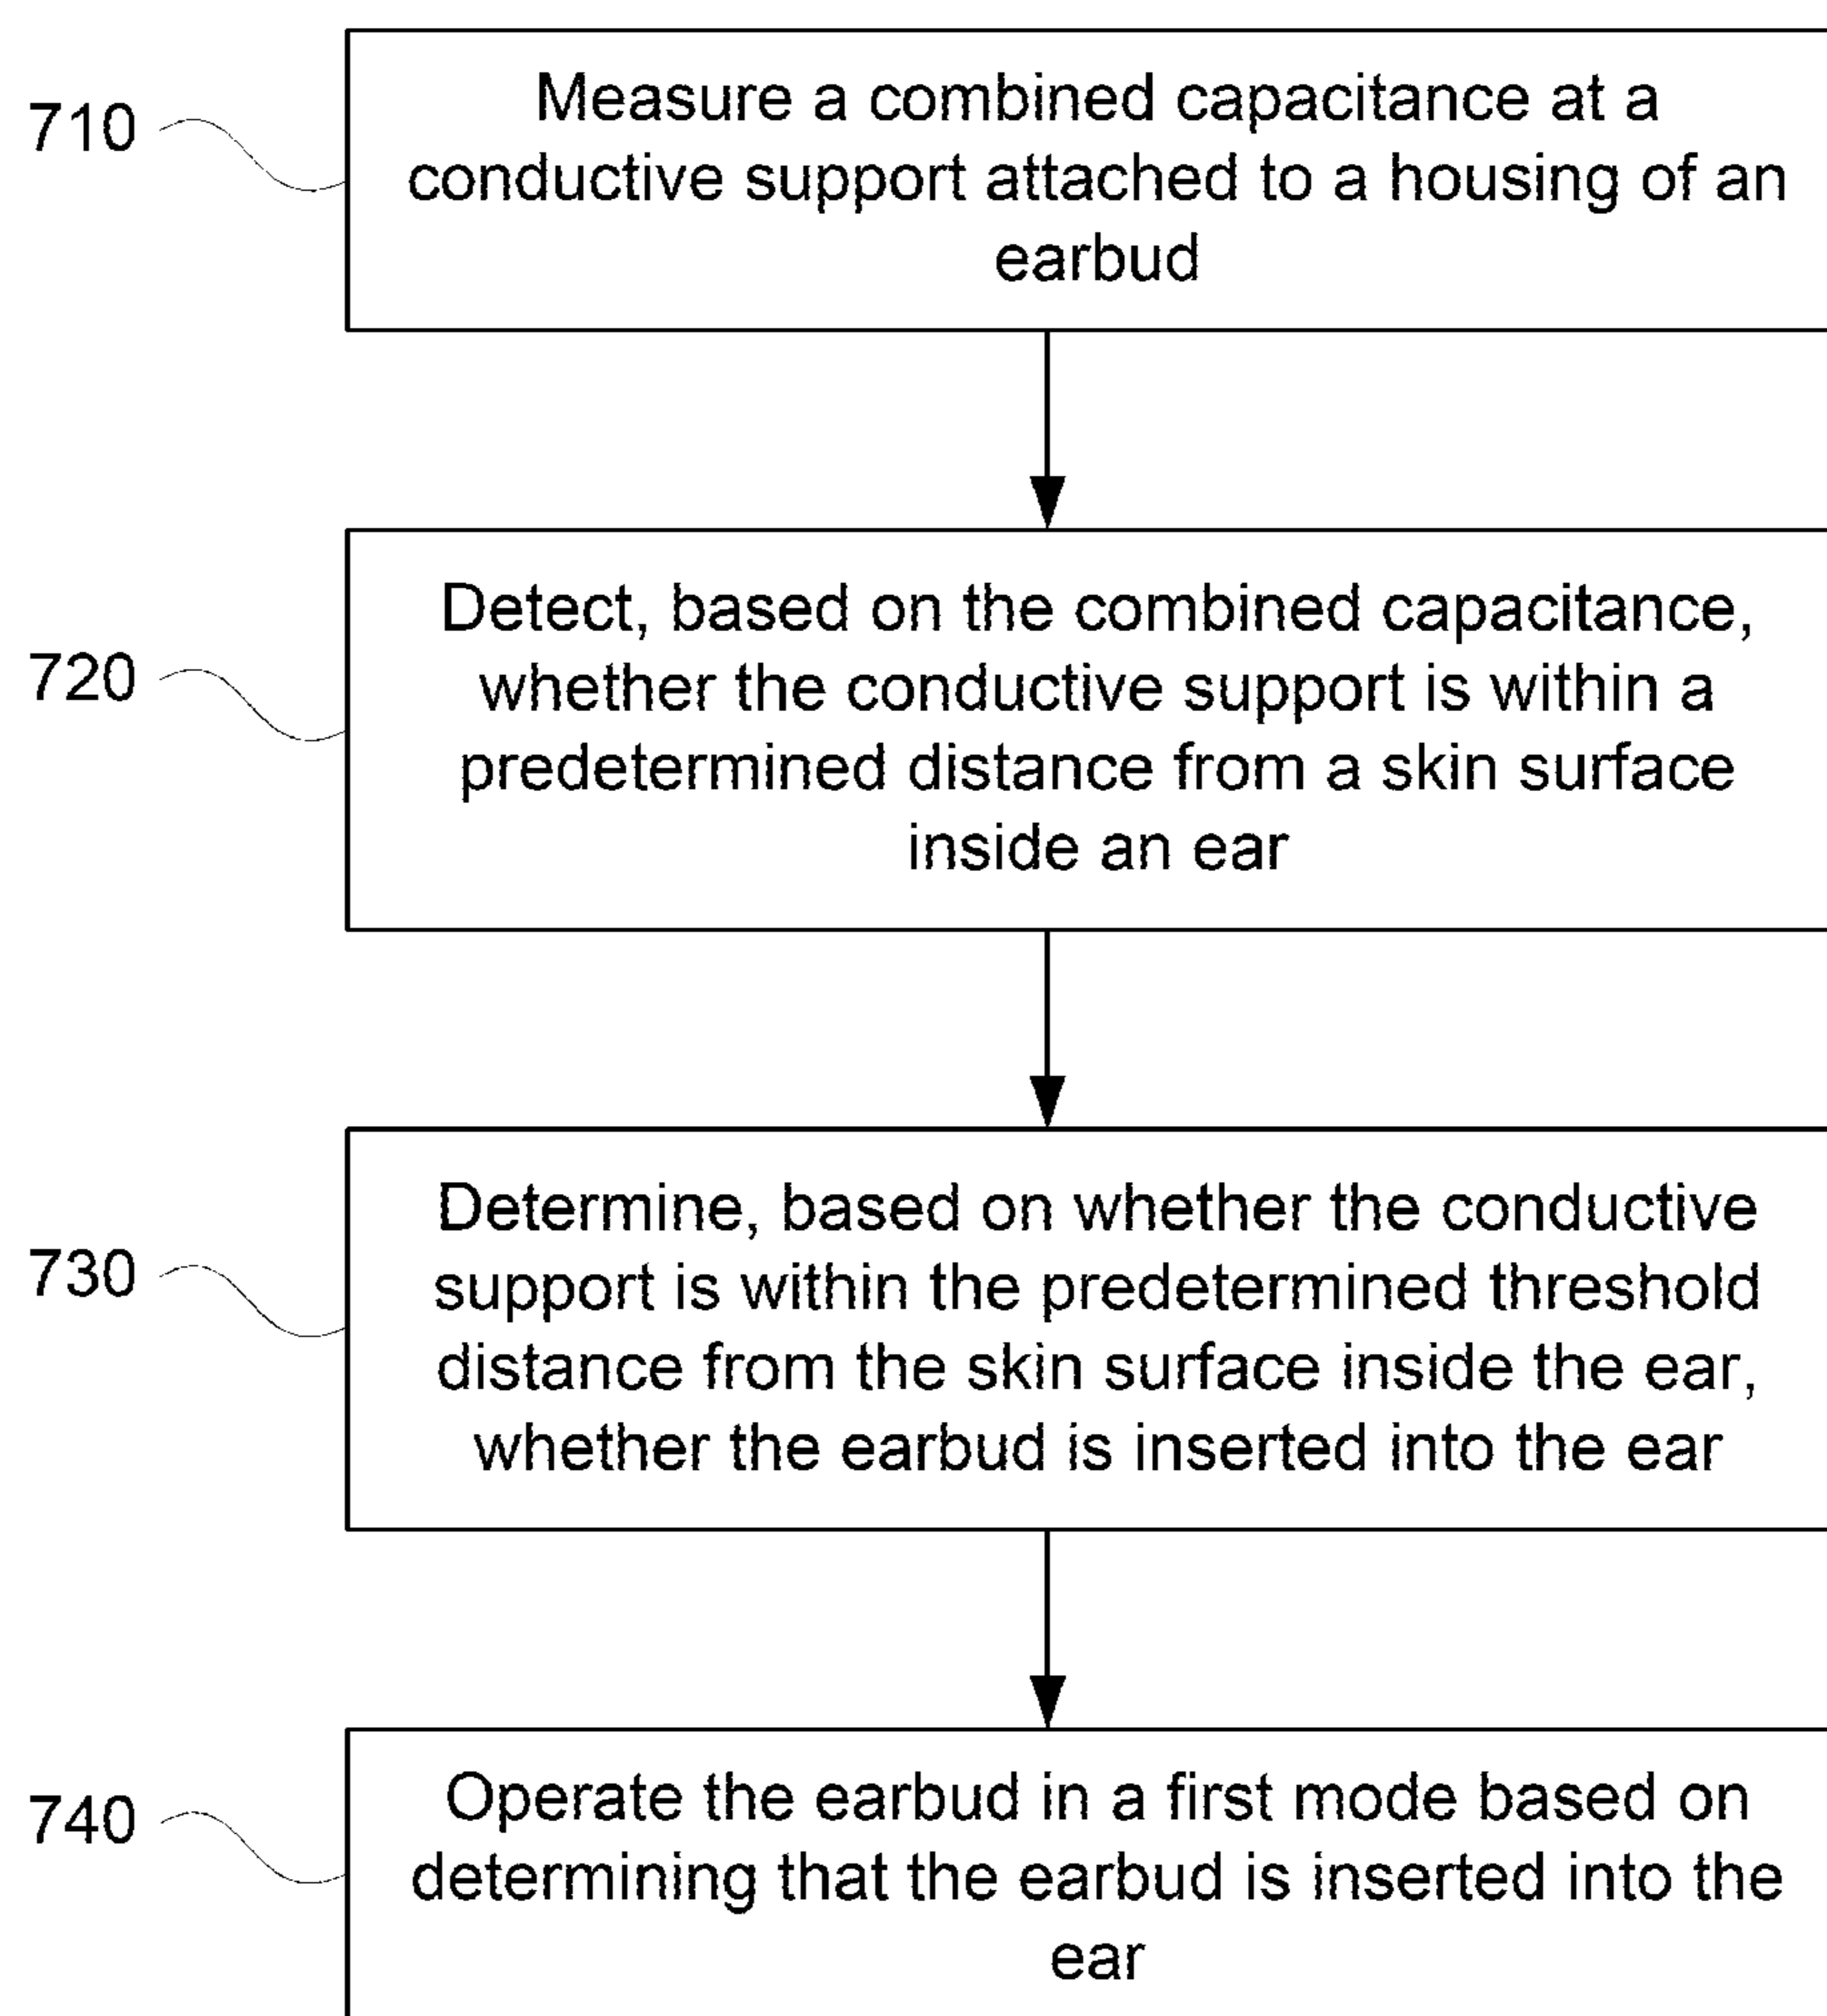 710
Measure a combined capacitance at a
conductive support attached to a housing of an
earbud
720
Detect, based on the combined capacitance,
whether the conductive support is within a
predetermined distance from a skin surface
inside an ear
730
Determine, based on whether the conductive
support is within the predetermined threshold
distance from the skin surface inside the ear,
whether the earbud is inserted into the ear
740
Operate the earbud in a first mode based on
determining that the earbud is inserted into the
ear